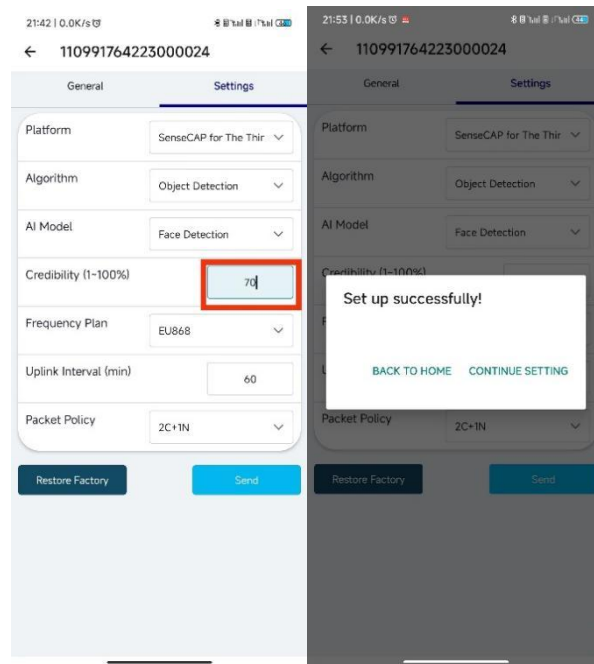 21:42 | 0.0K/s
← 110991764223000024
General Settings
Platform SenseCAP for The Thir
Algorithm Object Detection
AI Model Face Detection
Credibility (1~100%) 70
Frequency Plan EU868
Uplink Interval (min) 60
Packet Policy 2C+1N
Restore Factory Send
21:53 | 0.0K/s
← 110991764223000024
General Settings
Platform SenseCAP for The Thir
Algorithm Object Detection
AI Model Face Detection
Credibility (1~100%)
Set up successfully!
BACK TO HOME CONTINUE SETTING
Packet Policy 2C+1N
Restore Factory Send